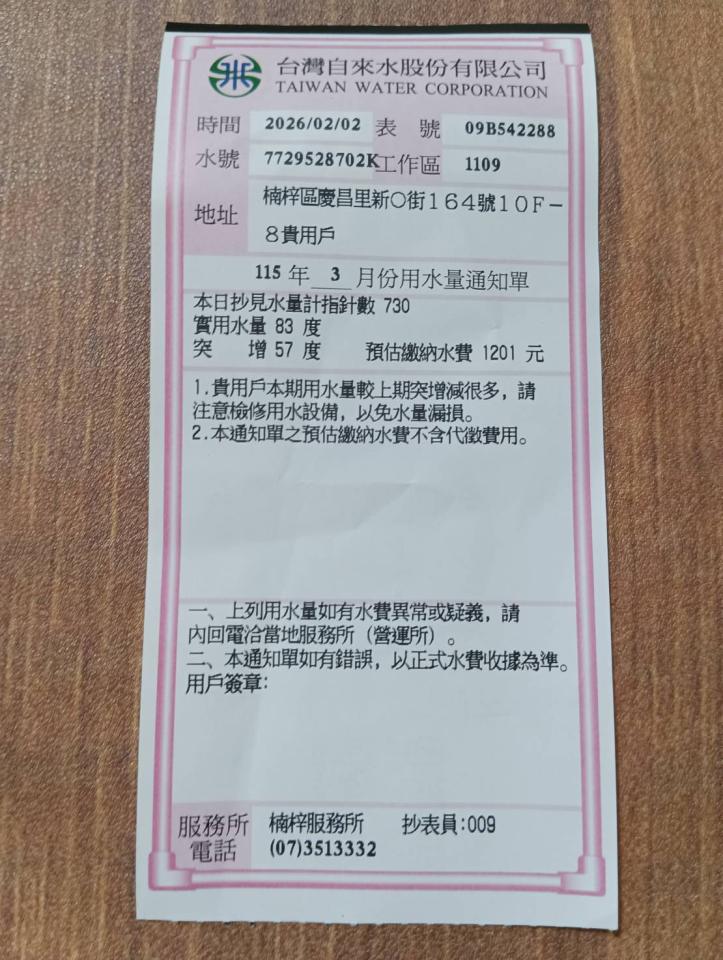 台灣自來水股份有限公司
TAIWAN WATER CORPORATION
時間 2026/02/02 表 號 09B542288
水號 7729528702K 工作區 1109
地址 楠梓區慶昌里新○街164號10F-
8貴用戶
115 年 3 月份用水量通知單
本日抄見水量計指針數 730
實用水量 83 度
突 增 57 度 預估繳納水費 1201 元
1.貴用戶本期用水量較上期突增減很多，請
注意檢修用水設備，以免水量漏損。
2.本通知單之預估繳納水費不含代徵費用。
一、上列用水量如有水費異常或疑義，請
內回電洽當地服務所（營運所）。
二、本通知單如有錯誤，以正式水費收據為準。
用戶簽章:
服務所 楠梓服務所 抄表員:009
電話 (07)3513332